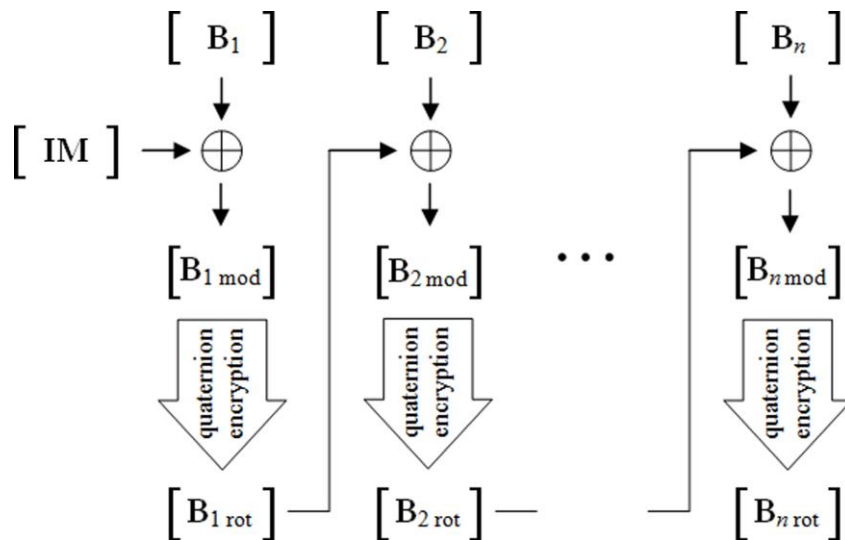 [ B₁ ] [ B₂ ] [ Bₙ ]
[ IM ]
[B₁ mod] [B₂ mod] • • • [Bₙ mod]
quaternion encryption
quaternion encryption
quaternion encryption
[B₁ rot] [B₂ rot] [Bₙ rot]